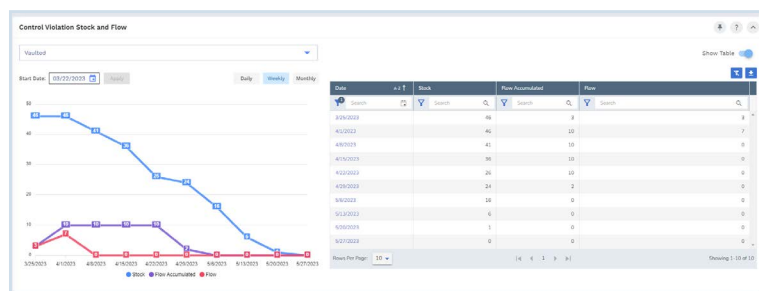 Control Violation Stock and Flow
?
Vaulted
Show Table
Start Date: 03/22/2023 Apply Daily Weekly Monthly
Date Stock Flow Accumulated Flow
Search Search Search Search
3/25/2023 46 3 3
4/1/2023 46 10 7
4/8/2023 41 10 0
4/15/2023 36 10 0
4/22/2023 26 10 0
4/29/2023 24 2 0
5/6/2023 16 0 0
5/13/2023 6 0 0
5/20/2023 1 0 0
5/27/2023 0 0 0
Rows Per Page: 10 1 Showing 1-10 of 10
50
46 46
41
40
36
30
26
24
20
16
10 10 10 10 10
7
6
3
2
1
0 0 0 0 0 0 0 0 0
3/25/2023 4/1/2023 4/8/2023 4/15/2023 4/22/2023 4/29/2023 5/6/2023 5/13/2023 5/20/2023 5/27/2023
Stock Flow Accumulated Flow